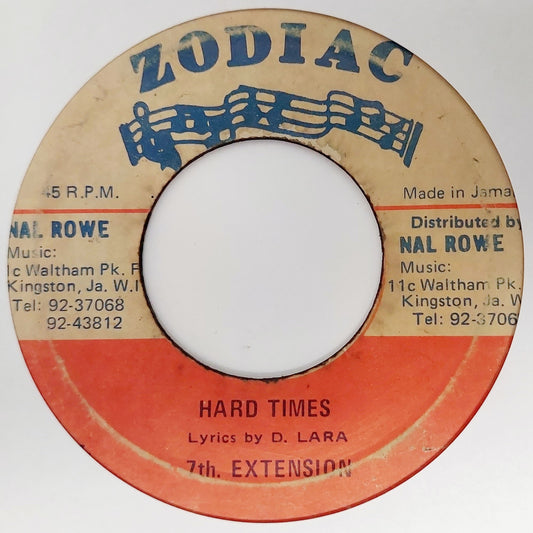 ZODIAC
45 R.P.M.
Made in Jama
NAL ROWE
Music:
1c Waltham Pk.
Kingston, Ja. W.I
Tel: 92-37068
92-43812
Distributed by
NAL ROWE
Music:
11c Waltham Pk.
Kingston, Ja. W
Tel: 92-3706
HARD TIMES
Lyrics by D. LARA
7th. EXTENSION